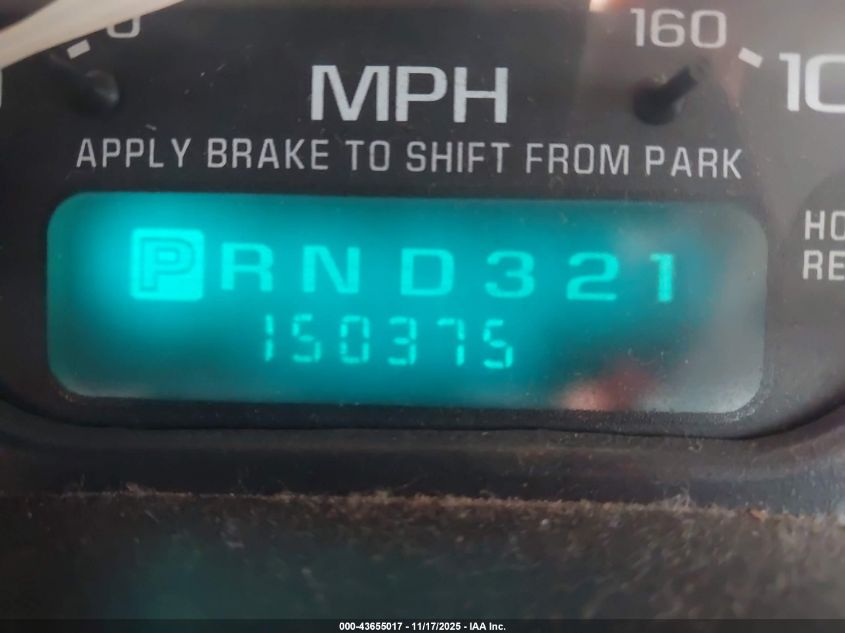 160
MPH
APPLY BRAKE TO SHIFT FROM PARK
P R N D 3 2 1
150375
000-43655017 - 11/17/2025 - IAA Inc.